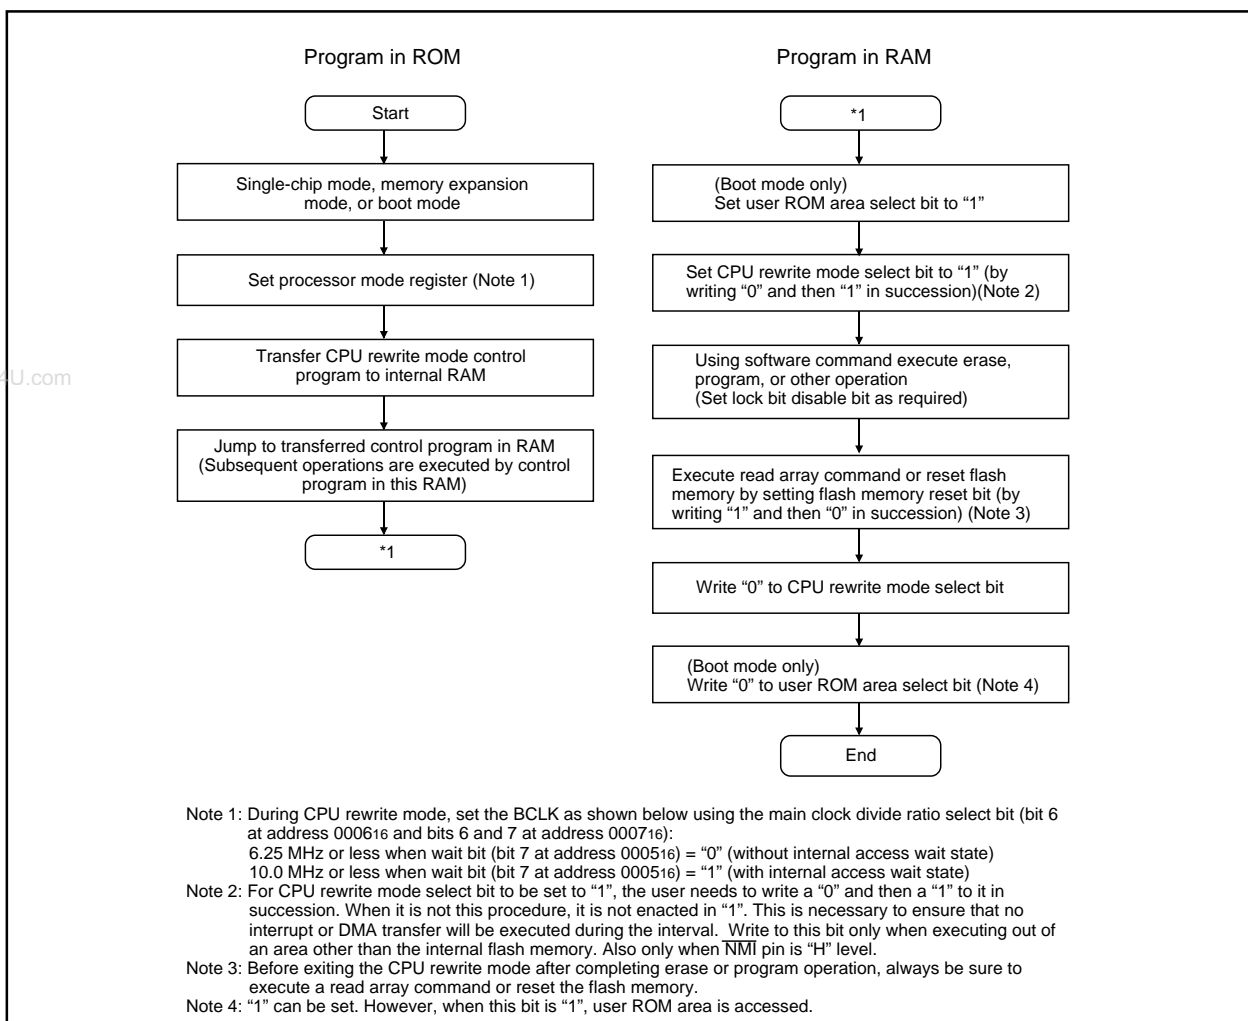 Program in ROM
Start
Single-chip mode, memory expansion
mode, or boot mode
Set processor mode register (Note 1)
Transfer CPU rewrite mode control
program to internal RAM
Jump to transferred control program in RAM
(Subsequent operations are executed by control
program in this RAM)
*1
Program in RAM
*1
(Boot mode only)
Set user ROM area select bit to “1”
Set CPU rewrite mode select bit to “1” (by
writing “0” and then “1” in succession)(Note 2)
Using software command execute erase,
program, or other operation
(Set lock bit disable bit as required)
Execute read array command or reset flash
memory by setting flash memory reset bit (by
writing “1” and then “0” in succession) (Note 3)
Write “0” to CPU rewrite mode select bit
(Boot mode only)
Write “0” to user ROM area select bit (Note 4)
End
4U.com
Note 1: During CPU rewrite mode, set the BCLK as shown below using the main clock divide ratio select bit (bit 6
at address 000616 and bits 6 and 7 at address 000716):
6.25 MHz or less when wait bit (bit 7 at address 000516) = “0” (without internal access wait state)
10.0 MHz or less when wait bit (bit 7 at address 000516) = “1” (with internal access wait state)
Note 2: For CPU rewrite mode select bit to be set to “1”, the user needs to write a “0” and then a “1” to it in
succession. When it is not this procedure, it is not enacted in “1”. This is necessary to ensure that no
interrupt or DMA transfer will be executed during the interval. Write to this bit only when executing out of
an area other than the internal flash memory. Also only when NMI pin is “H” level.
Note 3: Before exiting the CPU rewrite mode after completing erase or program operation, always be sure to
execute a read array command or reset the flash memory.
Note 4: “1” can be set. However, when this bit is “1”, user ROM area is accessed.